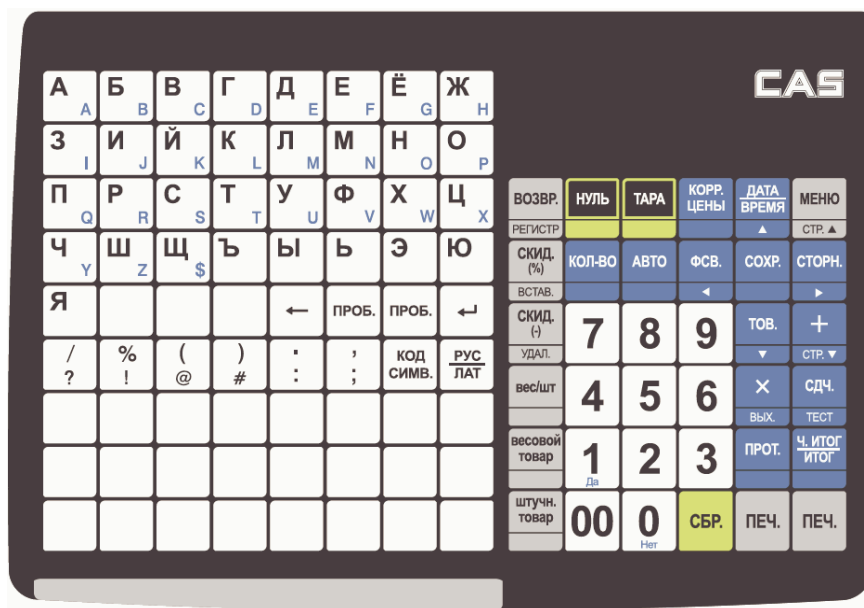 CAS
А A Б B В C Г D Д E Е F Ё G Ж H
З I И J Й K К L Л M М N Н O О P
П Q Р R С S Т T У U Ф V Х W Ц X
Ч Y Ш Z Щ $ Ъ Ы Ь Э Ю
Я ← ПРОБ. ПРОБ. ↵
/ % ( ) . , КОД РУС
? ! @ # : ; СИМВ. ЛАТ
ВОЗВР. НУЛЬ ТАРА КОРР. ДАТА МЕНЮ
ЦЕНЫ ВРЕМЯ
РЕГИСТР ▲ СТР. ▲
СКИД. КОЛ-ВО АВТО ФСВ. СОХР. СТОРН.
(%)
ВСТАВ. ◄ ►
СКИД. 7 8 9 ТОВ. +
(-)
УДАЛ. ▼ СТР. ▼
вес/шт 4 5 6 × СДЧ.
ВЫХ. ТЕСТ
весовой 1 2 3 ПРОТ. Ч. ИТОГ
товар ИТОГ
Да
штучн. 00 0 СБР. ПЕЧ. ПЕЧ.
товар
Нет